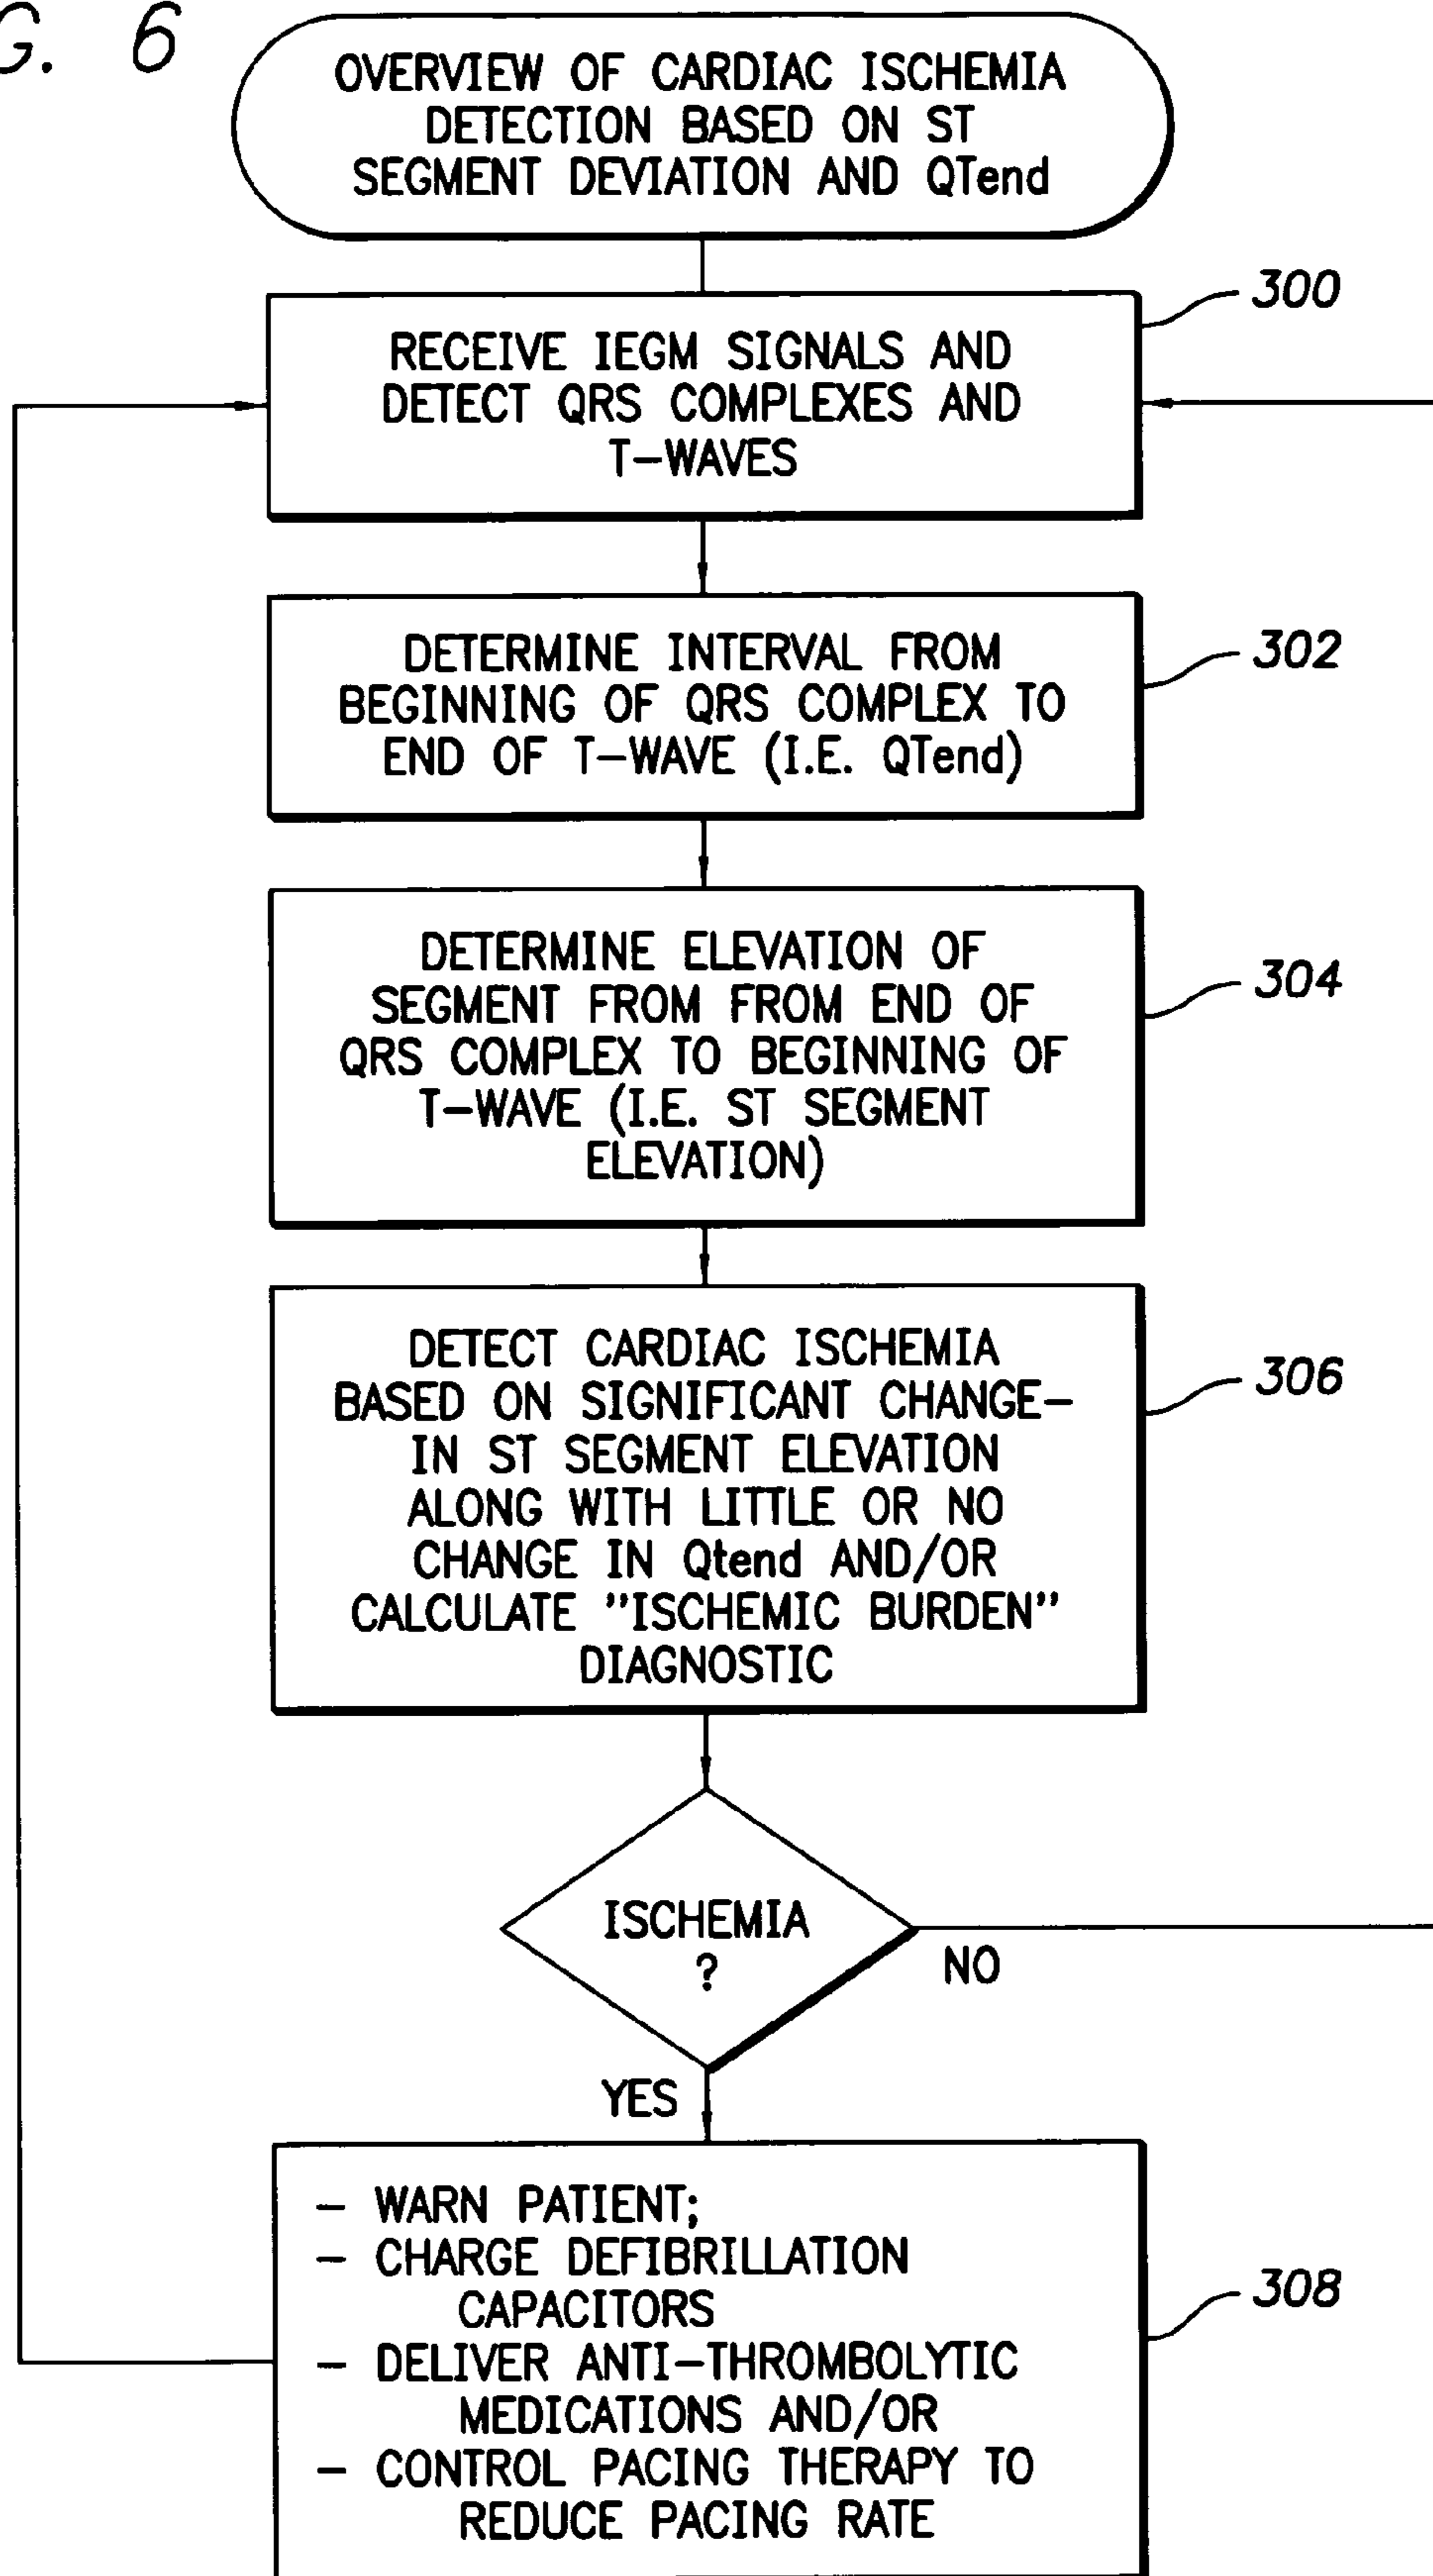 G. 6
OVERVIEW OF CARDIAC ISCHEMIA
DETECTION BASED ON ST
SEGMENT DEVIATION AND QTend
300
RECEIVE IEGM SIGNALS AND
DETECT QRS COMPLEXES AND
T-WAVES
302
DETERMINE INTERVAL FROM
BEGINNING OF QRS COMPLEX TO
END OF T-WAVE (I.E. QTend)
304
DETERMINE ELEVATION OF
SEGMENT FROM FROM END OF
QRS COMPLEX TO BEGINNING OF
T-WAVE (I.E. ST SEGMENT
ELEVATION)
306
DETECT CARDIAC ISCHEMIA
BASED ON SIGNIFICANT CHANGE-
IN ST SEGMENT ELEVATION
ALONG WITH LITTLE OR NO
CHANGE IN Qtend AND/OR
CALCULATE "ISCHEMIC BURDEN"
DIAGNOSTIC
ISCHEMIA
?
NO
YES
308
- WARN PATIENT;
- CHARGE DEFIBRILLATION
CAPACITORS
- DELIVER ANTI-THROMBOLYTIC
MEDICATIONS AND/OR
- CONTROL PACING THERAPY TO
REDUCE PACING RATE